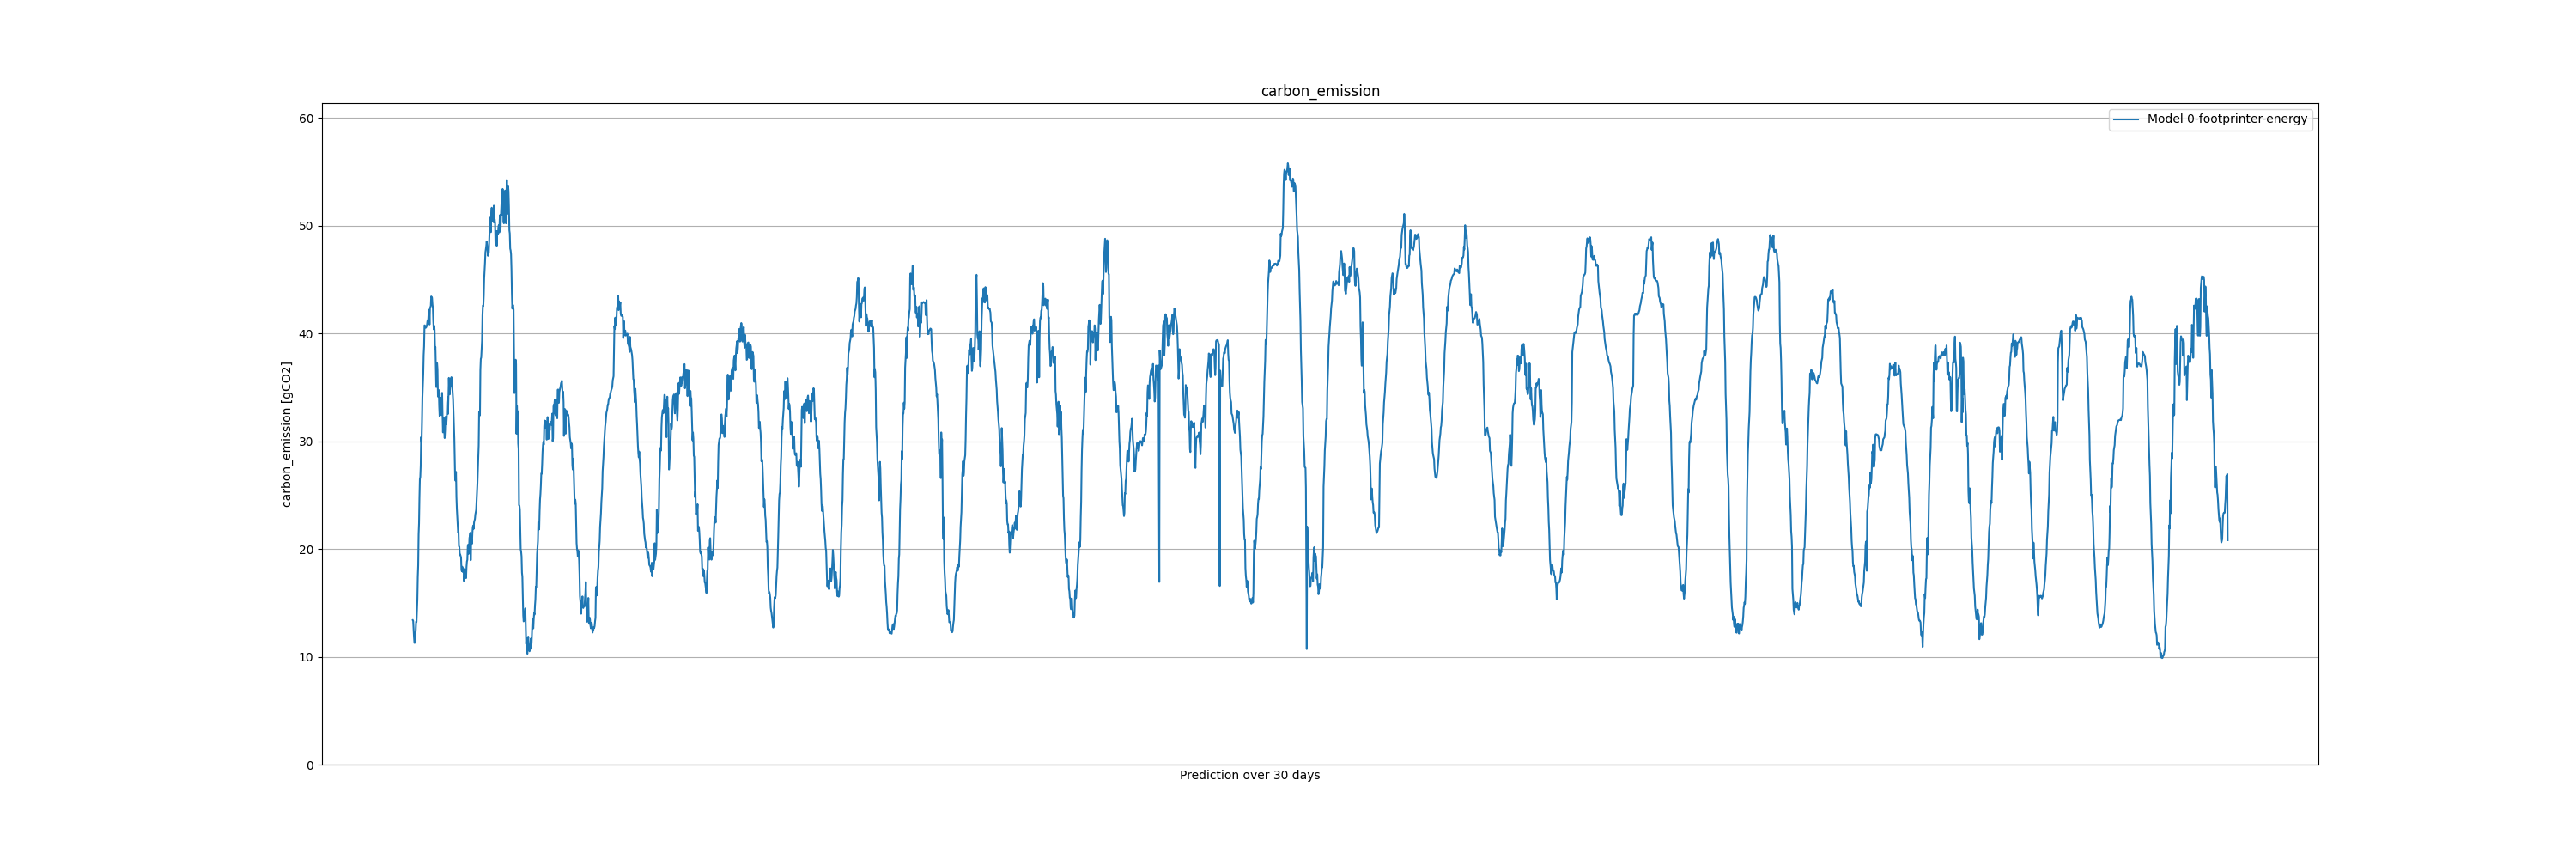 carbon_emission
Model 0-footprinter-energy
carbon_emission [gCO2]
60
50
40
30
20
10
0
Prediction over 30 days